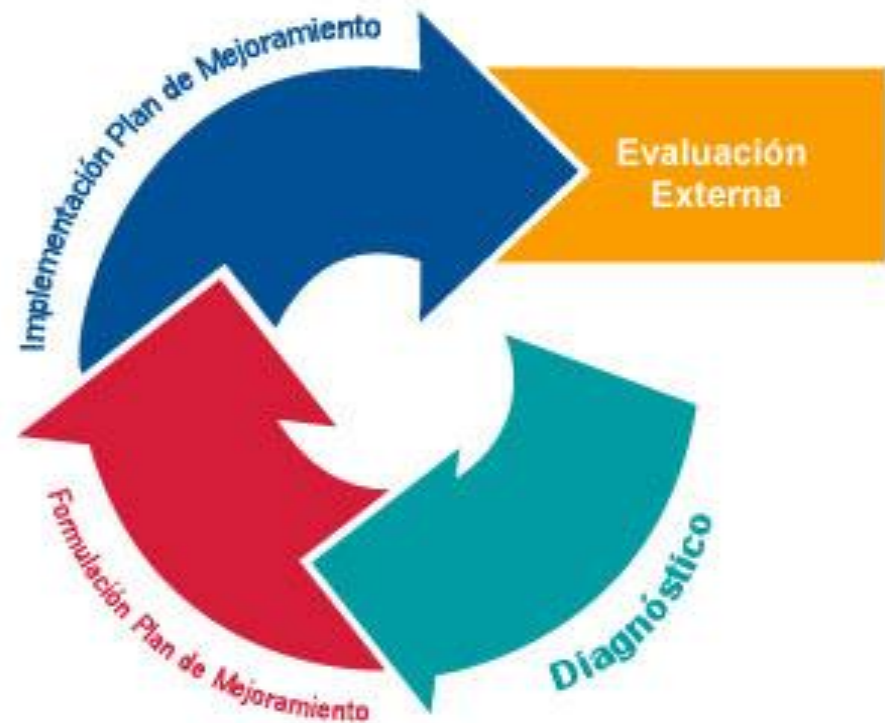 Implementación Plan de Mejoramiento
Evaluación
Externa
Diagnóstico
Formulación Plan de Mejoramiento